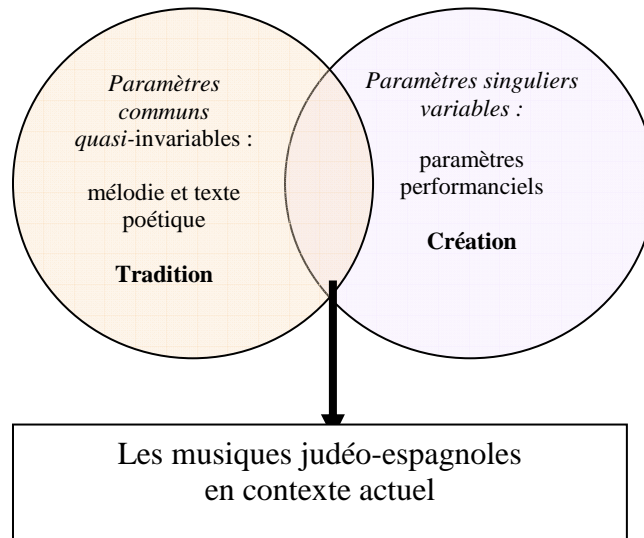 Paramètres
communs
quasi-invariables :
mélodie et texte
poétique
Tradition
Paramètres singuliers
variables :
paramètres
performanciels
Création
Les musiques judéo-espagnoles
en contexte actuel